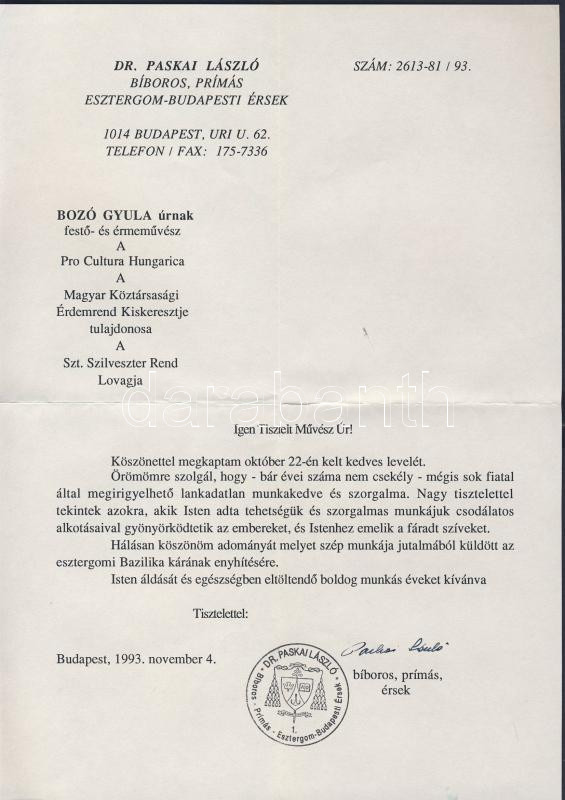 DR. PASKAI LÁSZLÓ
BÍBOROS, PRÍMÁS
ESZTERGOM-BUDAPESTI ÉRSEK
SZÁM: 2613-81 / 93.
1014 BUDAPEST, URI U. 62.
TELEFON / FAX: 175-7336
BOZÓ GYULA úrnak
festő- és érmeművész
A
Pro Cultura Hungarica
A
Magyar Köztársasági
Érdemrend Kiskeresztje
tulajdonosa
A
Szt. Szilveszter Rend
Lovagja
darabanth
Igen Tisztelt Művész Úr!
Köszönettel megkaptam október 22-én kelt kedves levelét.
Örömömre szolgál, hogy - bár évei száma nem csekély - mégis sok fiatal
által megirigyelhető lankadatlan munkakedve és szorgalma. Nagy tisztelettel
tekintek azokra, akik Isten adta tehetségük és szorgalmas munkájuk csodálatos
alkotásaival gyönyörködtetik az embereket, és Istenhez emelik a fáradt szíveket.
Hálásan köszönöm adományát melyet szép munkája jutalmából küldött az
esztergomi Bazilika kárának enyhítésére.
Isten áldását és egészségben eltöltendő boldog munkás éveket kívánva
Tisztelettel:
Budapest, 1993. november 4.
DR. PASKAI LÁSZLÓ
Bíboros - Prímás - Esztergom-Budapesti Érsek
1.
Paskai László
bíboros, prímás,
érsek